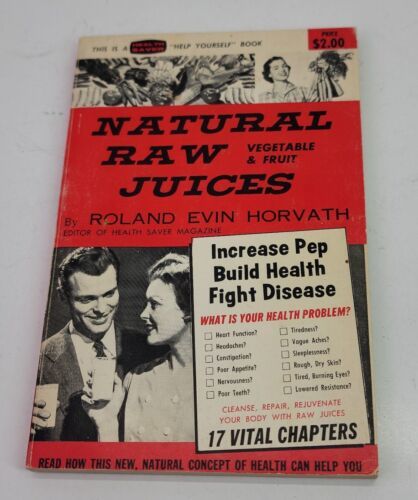 THIS IS A HEALTH SAVER "HELP YOURSELF" BOOK
PRICE
$2.00
NATURAL
RAW VEGETABLE & FRUIT
JUICES
By ROLAND EVIN HORVATH
EDITOR OF HEALTH SAVER MAGAZINE
Increase Pep
Build Health
Fight Disease
WHAT IS YOUR HEALTH PROBLEM?
Heart Function?
Headaches?
Constipation?
Poor Appetite?
Nervousness?
Poor Teeth?
Tiredness?
Vague Aches?
Sleeplessness?
Rough, Dry Skin?
Tired, Burning Eyes?
Lowered Resistance?
CLEANSE, REPAIR, REJUVENATE
YOUR BODY WITH RAW JUICES
17 VITAL CHAPTERS
READ HOW THIS NEW, NATURAL CONCEPT OF HEALTH CAN HELP YOU